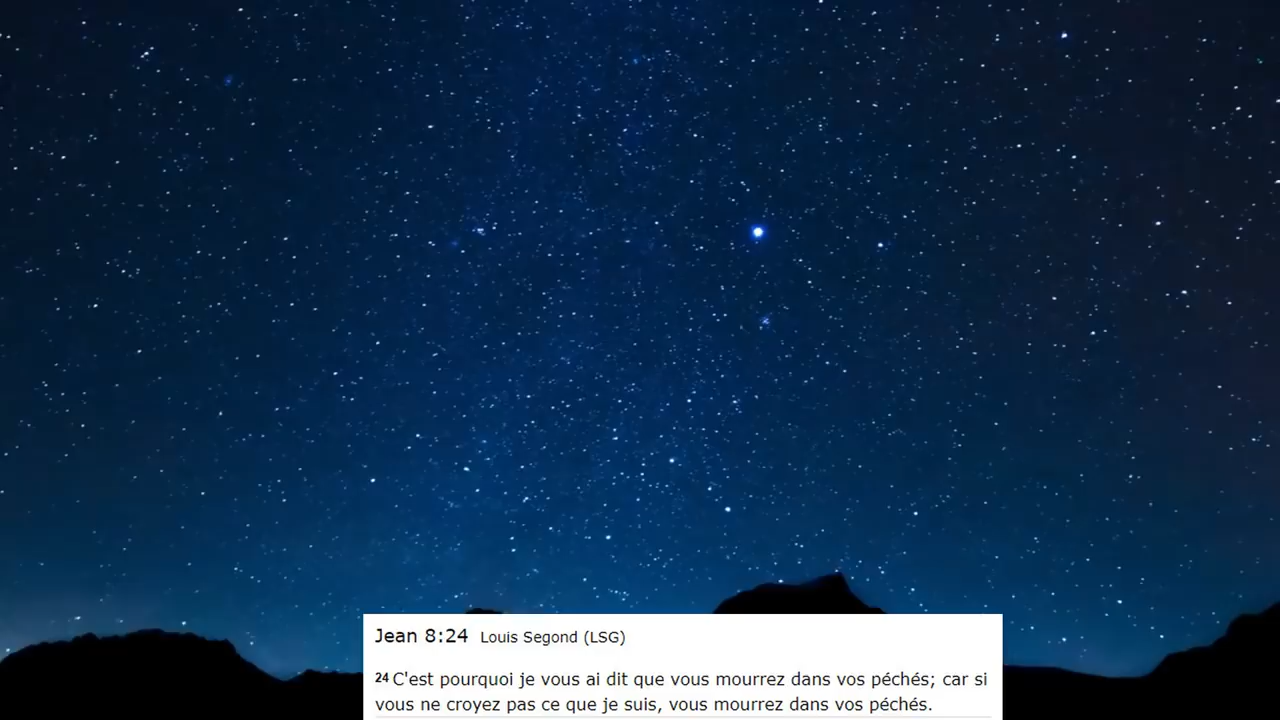 Jean 8:24 Louis Segond (LSG)
24 C'est pourquoi je vous ai dit que vous mourrez dans vos péchés; car si
vous ne croyez pas ce que je suis, vous mourrez dans vos péchés.